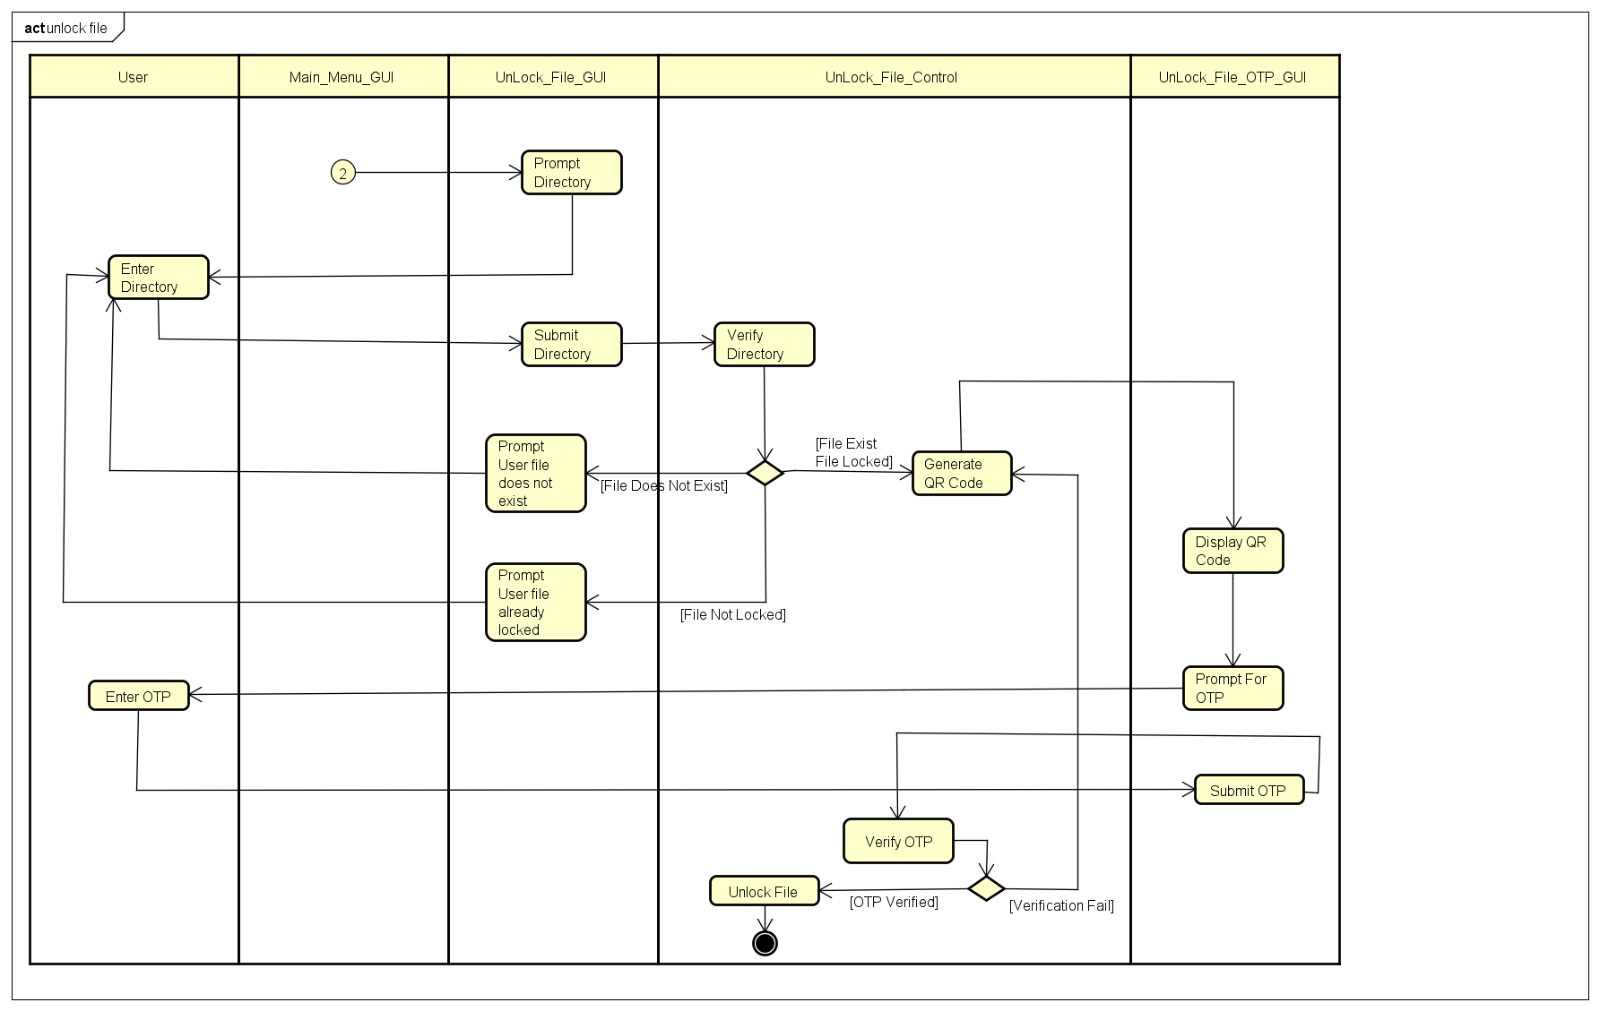 act unlock file
User
Main_Menu_GUI
UnLock_File_GUI
UnLock_File_Control
UnLock_File_OTP_GUI
2
Prompt
Directory
Enter
Directory
Submit
Directory
Verify
Directory
Prompt
User file
does not
exist
[File Does Not Exist]
[File Exist
File Locked]
Generate
QR Code
Display QR
Code
Prompt
User file
already
locked
[File Not Locked]
Enter OTP
Prompt For
OTP
Submit OTP
Verify OTP
Unlock File
[OTP Verified]
[Verification Fail]